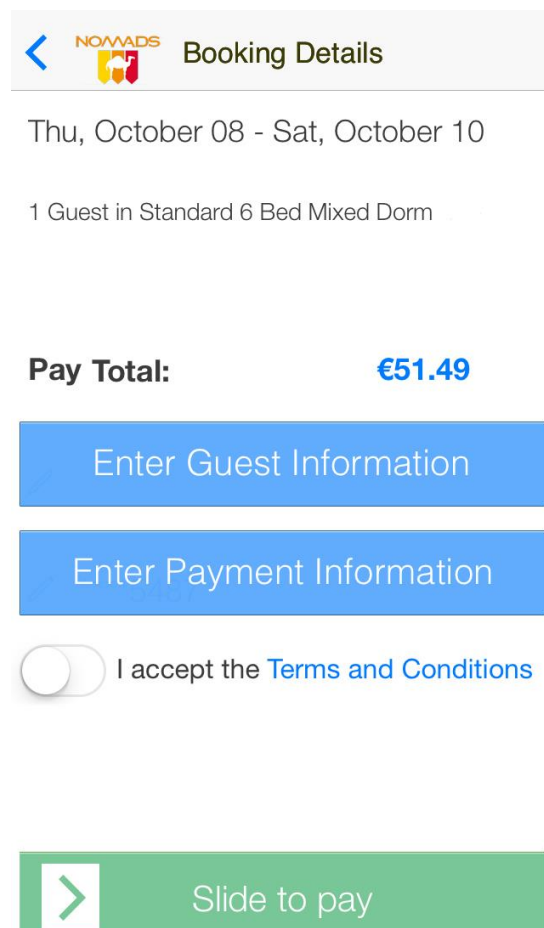 NOMADS
Booking Details
Thu, October 08 - Sat, October 10
1 Guest in Standard 6 Bed Mixed Dorm
Pay Total: €51.49
Enter Guest Information
Enter Payment Information
I accept the Terms and Conditions
Slide to pay